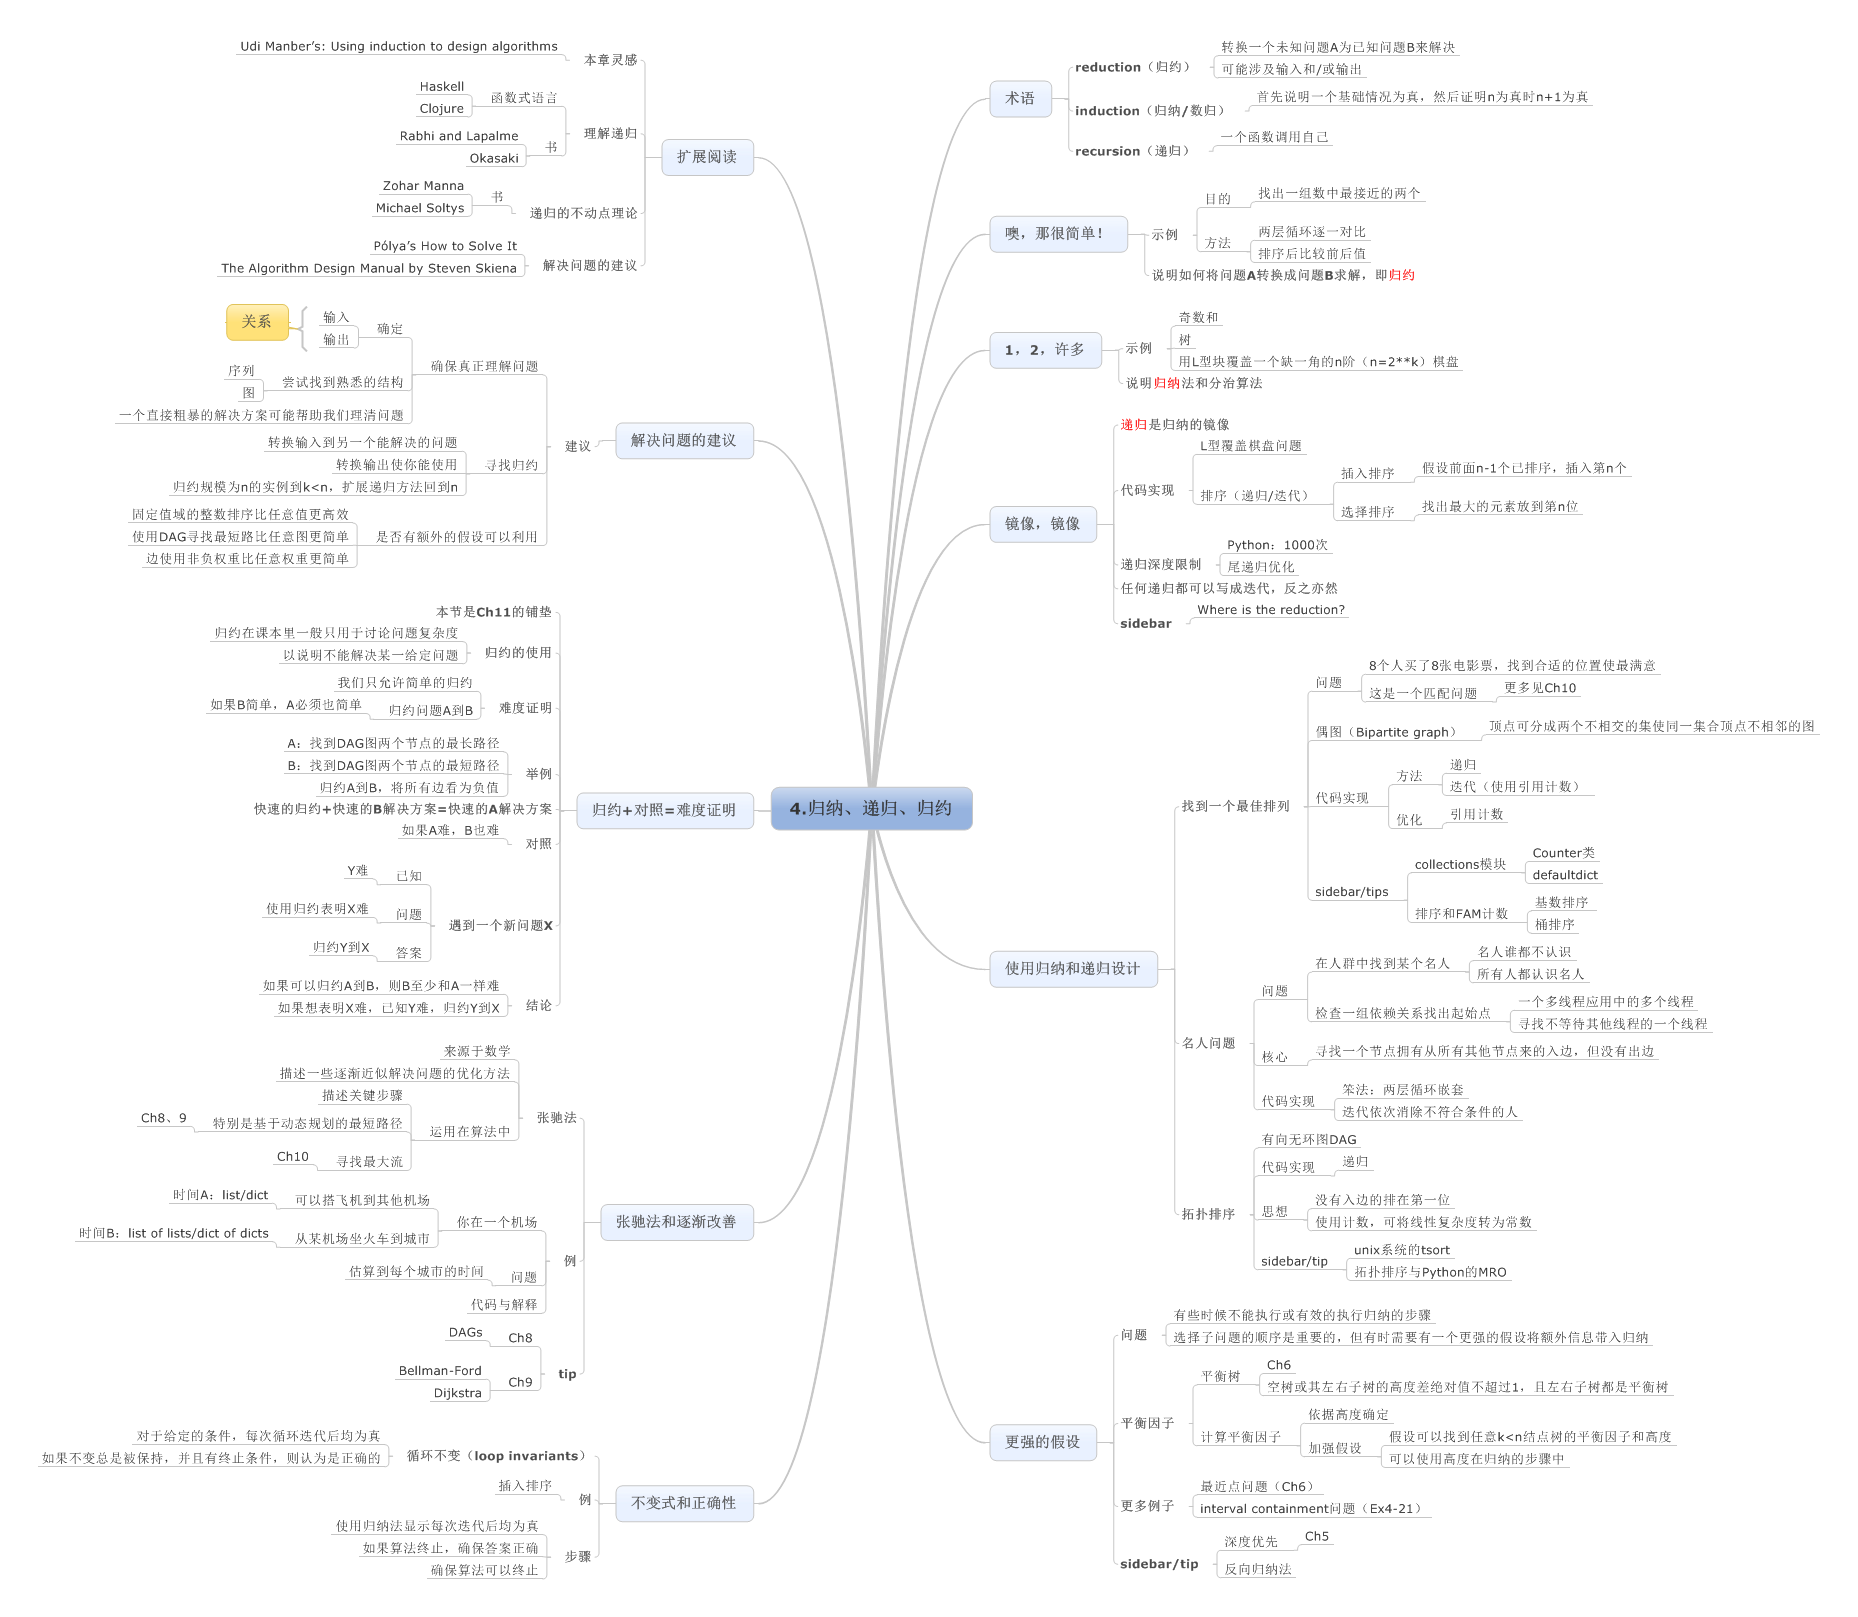 4.归纳、递归、归约
术语
reduction（归约）
转换一个未知问题A为已知问题B来解决
可能涉及输入和/或输出
induction（归纳/数归）
首先说明一个基础情况为真，然后证明n为真时n+1为真
recursion（递归）
一个函数调用自己
噢，那很简单！
示例
目的
找出一组数中最接近的两个
方法
两层循环逐一对比
排序后比较前后值
说明如何将问题A转换成问题B求解，即归约
1，2，许多
示例
奇数和
树
用L型块覆盖一个缺一角的n阶（n=2**k）棋盘
说明归纳法和分治算法
镜像，镜像
递归是归纳的镜像
代码实现
L型覆盖棋盘问题
排序（递归/迭代）
插入排序
假设前面n-1个已排序，插入第n个
选择排序
找出最大的元素放到第n位
递归深度限制
Python：1000次
尾递归优化
任何递归都可以写成迭代，反之亦然
sidebar
Where is the reduction?
使用归纳和递归设计
找到一个最佳排列
问题
8个人买了8张电影票，找到合适的位置使最满意
这是一个匹配问题
更多见Ch10
偶图（Bipartite graph）
顶点可分成两个不相交的集使同一集合顶点不相邻的图
代码实现
方法
递归
迭代（使用引用计数）
优化
引用计数
sidebar/tips
collections模块
Counter类
defaultdict
排序和FAM计数
基数排序
桶排序
名人问题
问题
在人群中找到某个名人
名人谁都不认识
所有人都认识名人
检查一组依赖关系找出起始点
一个多线程应用中的多个线程
寻找不等待其他线程的一个线程
核心
寻找一个节点拥有从所有其他节点来的入边，但没有出边
代码实现
笨法：两层循环嵌套
迭代依次消除不符合条件的人
拓扑排序
有向无环图DAG
代码实现
递归
思想
没有入边的排在第一位
使用计数，可将线性复杂度转为常数
sidebar/tip
unix系统的tsort
拓扑排序与Python的MRO
更强的假设
问题
有些时候不能执行或有效的执行归纳的步骤
选择子问题的顺序是重要的，但有时需要有一个更强的假设将额外信息带入归纳
平衡因子
平衡树
Ch6
空树或其左右子树的高度差绝对值不超过1，且左右子树都是平衡树
计算平衡因子
依据高度确定
加强假设
假设可以找到任意k<n结点树的平衡因子和高度
可以使用高度在归纳的步骤中
更多例子
最近点问题（Ch6）
interval containment问题（Ex4-21）
sidebar/tip
深度优先
Ch5
反向归纳法
扩展阅读
本章灵感
Udi Manber’s: Using induction to design algorithms
理解递归
函数式语言
Haskell
Clojure
书
Rabhi and Lapalme
Okasaki
递归的不动点理论
书
Zohar Manna
Michael Soltys
解决问题的建议
Pólya’s How to Solve It
The Algorithm Design Manual by Steven Skiena
解决问题的建议
建议
确保真正理解问题
确定
输入
输出
关系
尝试找到熟悉的结构
序列
图
一个直接粗暴的解决方案可能帮助我们理清问题
寻找归约
转换输入到另一个能解决的问题
转换输出使你能使用
归约规模为n的实例到k<n，扩展递归方法回到n
是否有额外的假设可以利用
固定值域的整数排序比任意值更高效
使用DAG寻找最短路比任意图更简单
边使用非负权重比任意权重更简单
归约+对照=难度证明
本节是Ch11的铺垫
归约的使用
归约在课本里一般只用于讨论问题复杂度
以说明不能解决某一给定问题
难度证明
我们只允许简单的归约
归约问题A到B
如果B简单，A必须也简单
举例
A：找到DAG图两个节点的最长路径
B：找到DAG图两个节点的最短路径
归约A到B，将所有边看为负值
快速的归约+快速的B解决方案=快速的A解决方案
对照
如果A难，B也难
遇到一个新问题X
已知
Y难
问题
使用归约表明X难
答案
归约Y到X
结论
如果可以归约A到B，则B至少和A一样难
如果想表明X难，已知Y难，归约Y到X
张驰法和逐渐改善
张驰法
来源于数学
描述一些逐渐近似解决问题的优化方法
运用在算法中
描述关键步骤
特别是基于动态规划的最短路径
Ch8、9
寻找最大流
Ch10
例
你在一个机场
可以搭飞机到其他机场
时间A：list/dict
从某机场坐火车到城市
时间B：list of lists/dict of dicts
问题
估算到每个城市的时间
代码与解释
tip
Ch8
DAGs
Ch9
Bellman-Ford
Dijkstra
不变式和正确性
循环不变（loop invariants）
对于给定的条件，每次循环迭代后均为真
如果不变总是被保持，并且有终止条件，则认为是正确的
例
插入排序
步骤
使用归纳法显示每次迭代后均为真
如果算法终止，确保答案正确
确保算法可以终止